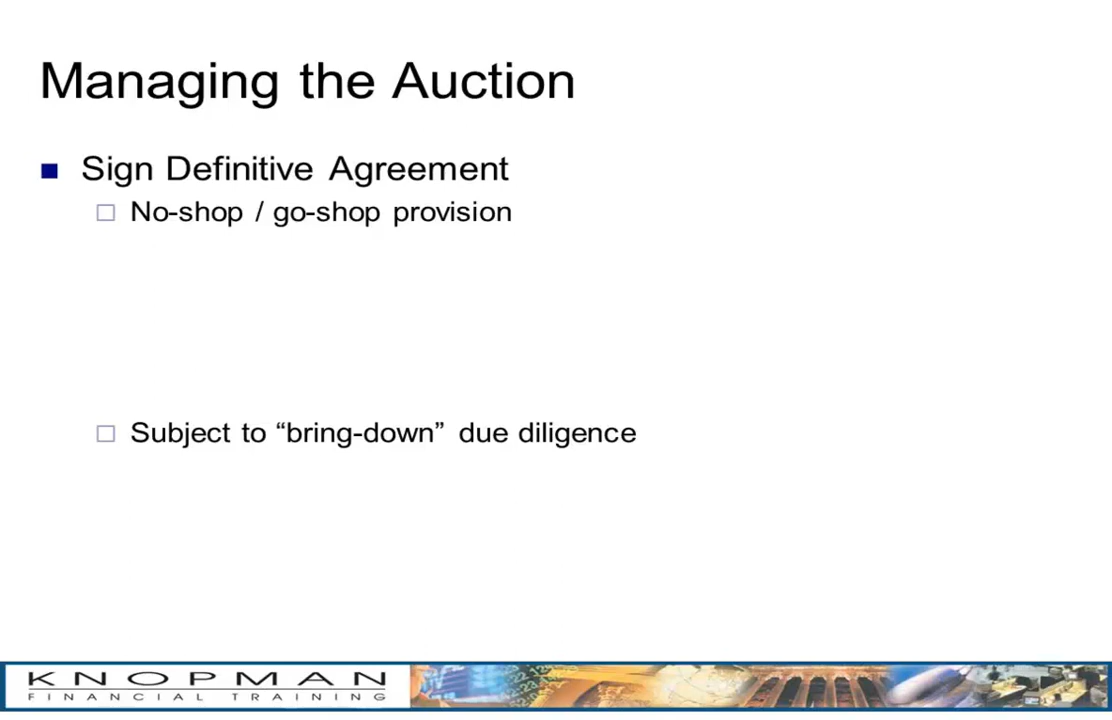 Managing the Auction
Sign Definitive Agreement
No-shop / go-shop provision
Subject to “bring-down” due diligence
KNOPMAN
FINANCIAL TRAINING